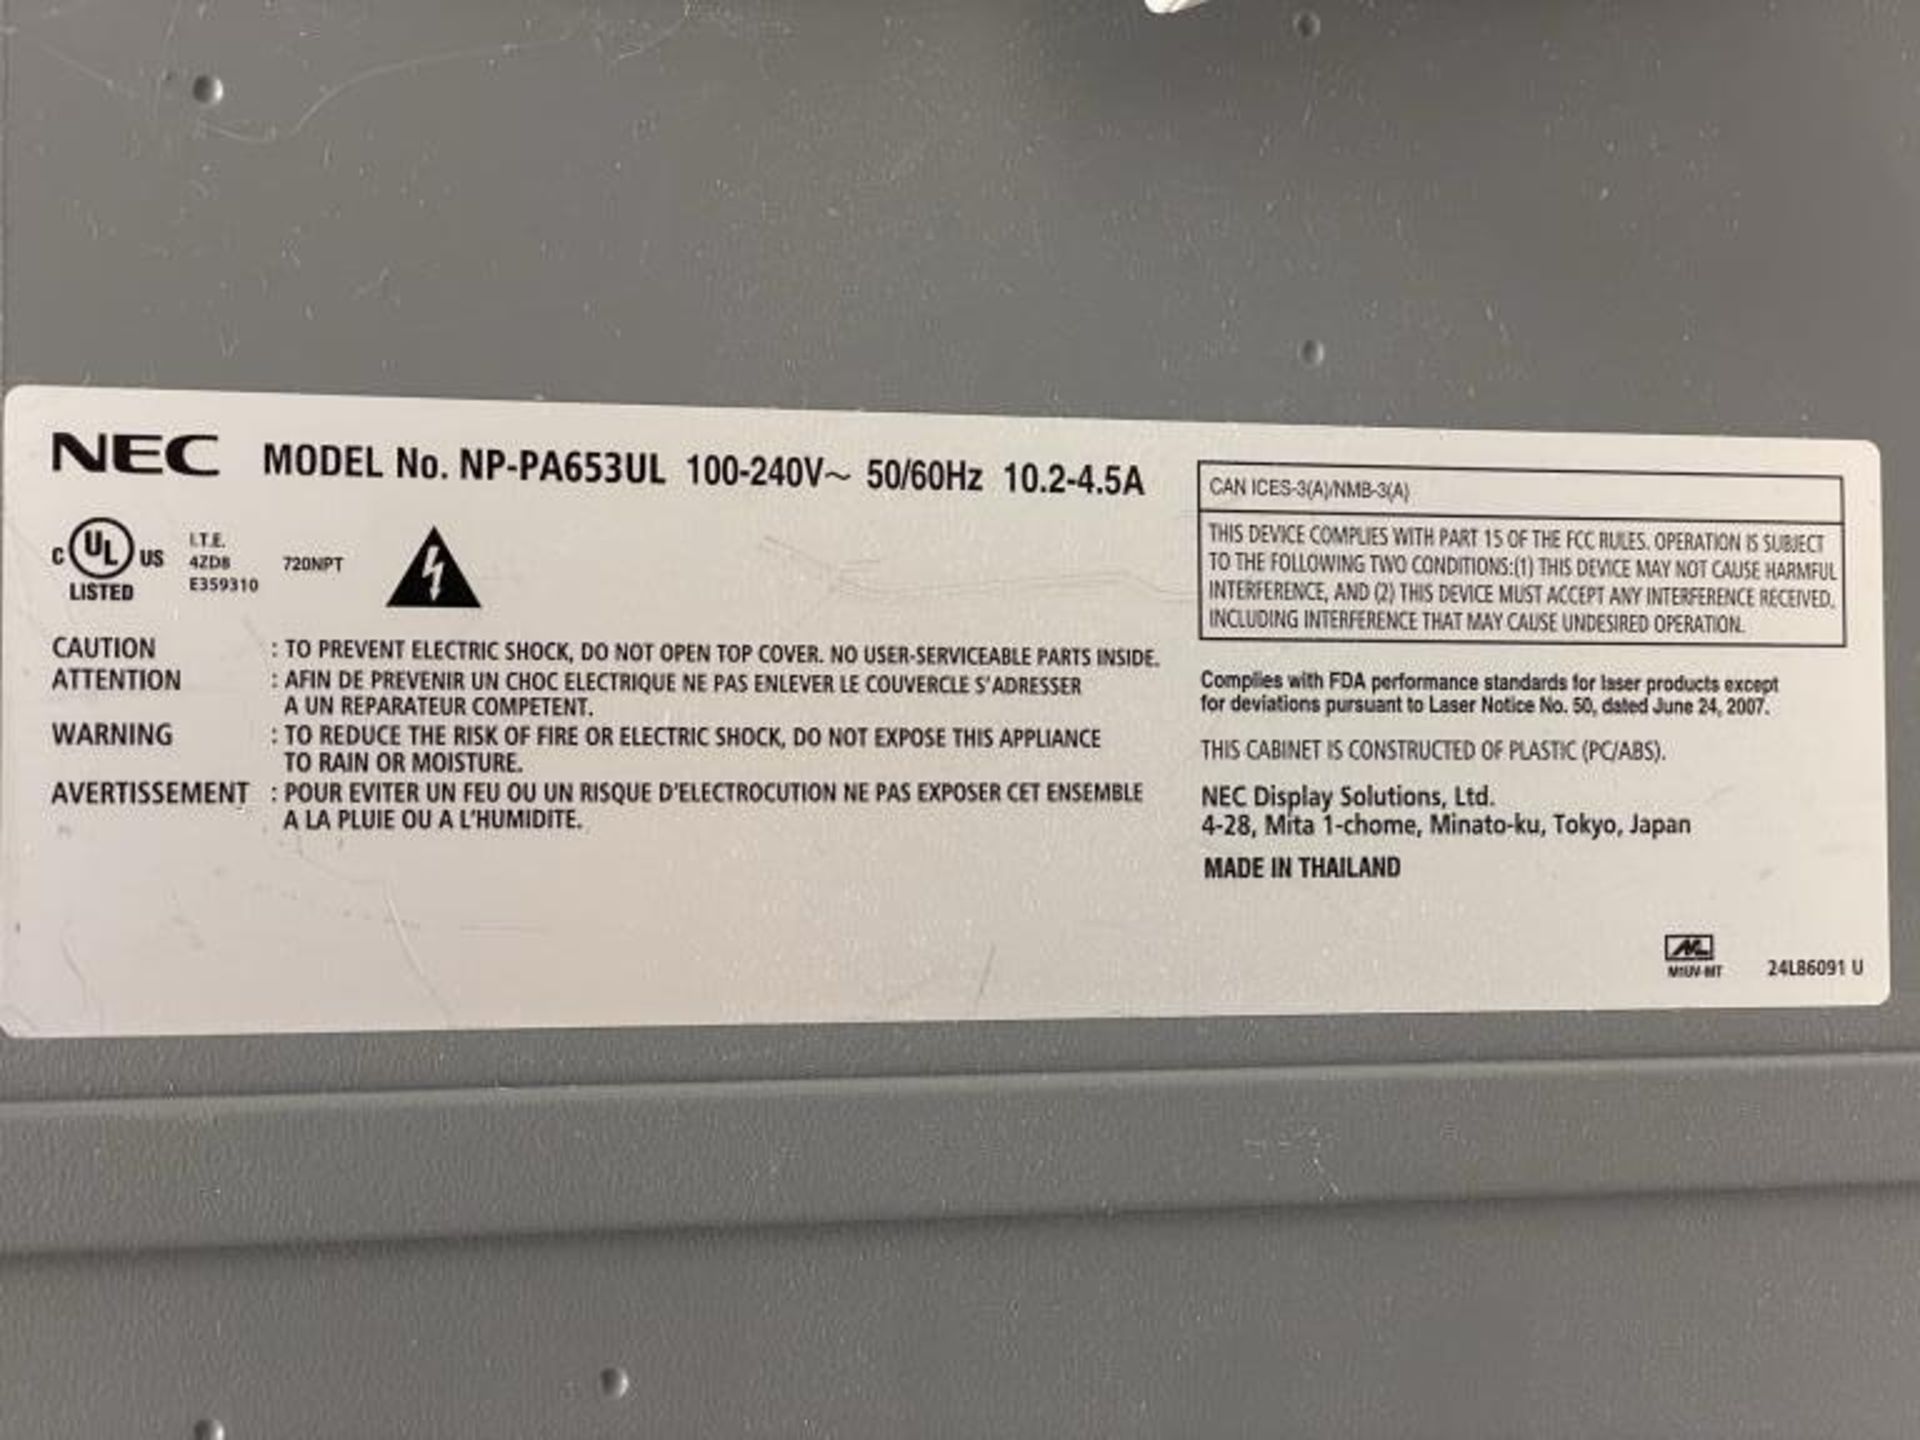 NEC MODEL No. NP-PA653UL 100-240V~ 50/60Hz 10.2-4.5A
C UL US LISTED
I.T.E.
4ZD8
E359310
720NPT
CAUTION : TO PREVENT ELECTRIC SHOCK, DO NOT OPEN TOP COVER. NO USER-SERVICEABLE PARTS INSIDE.
ATTENTION : AFIN DE PREVENIR UN CHOC ELECTRIQUE NE PAS ENLEVER LE COUVERCLE S'ADRESSER
A UN REPARATEUR COMPETENT.
WARNING : TO REDUCE THE RISK OF FIRE OR ELECTRIC SHOCK, DO NOT EXPOSE THIS APPLIANCE
TO RAIN OR MOISTURE.
AVERTISSEMENT : POUR EVITER UN FEU OU UN RISQUE D'ELECTROCUTION NE PAS EXPOSER CET ENSEMBLE
A LA PLUIE OU A L'HUMIDITE.
CAN ICES-3(A)/NMB-3(A)
THIS DEVICE COMPLIES WITH PART 15 OF THE FCC RULES. OPERATION IS SUBJECT
TO THE FOLLOWING TWO CONDITIONS:(1) THIS DEVICE MAY NOT CAUSE HARMFUL
INTERFERENCE, AND (2) THIS DEVICE MUST ACCEPT ANY INTERFERENCE RECEIVED,
INCLUDING INTERFERENCE THAT MAY CAUSE UNDESIRED OPERATION.
Complies with FDA performance standards for laser products except
for deviations pursuant to Laser Notice No. 50, dated June 24, 2007.
THIS CABINET IS CONSTRUCTED OF PLASTIC (PC/ABS).
NEC Display Solutions, Ltd.
4-28, Mita 1-chome, Minato-ku, Tokyo, Japan
MADE IN THAILAND
24L86091 U